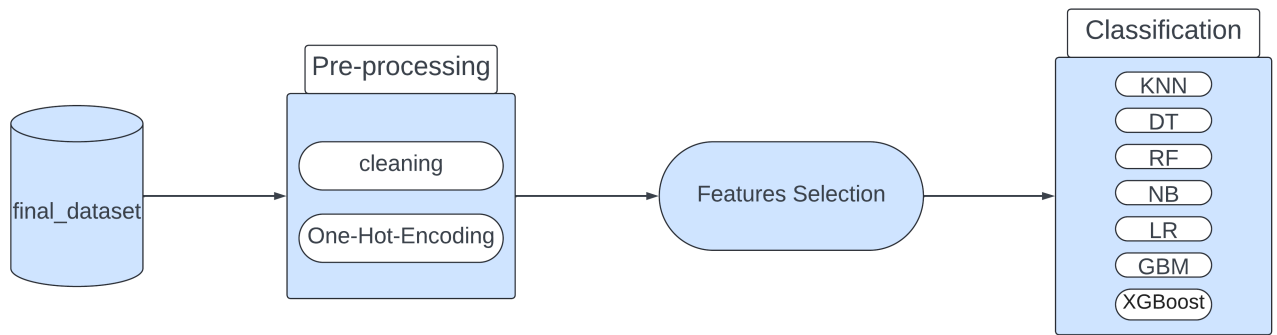 final_dataset
Pre-processing
cleaning
One-Hot-Encoding
Features Selection
Classification
KNN
DT
RF
NB
LR
GBM
XGBoost